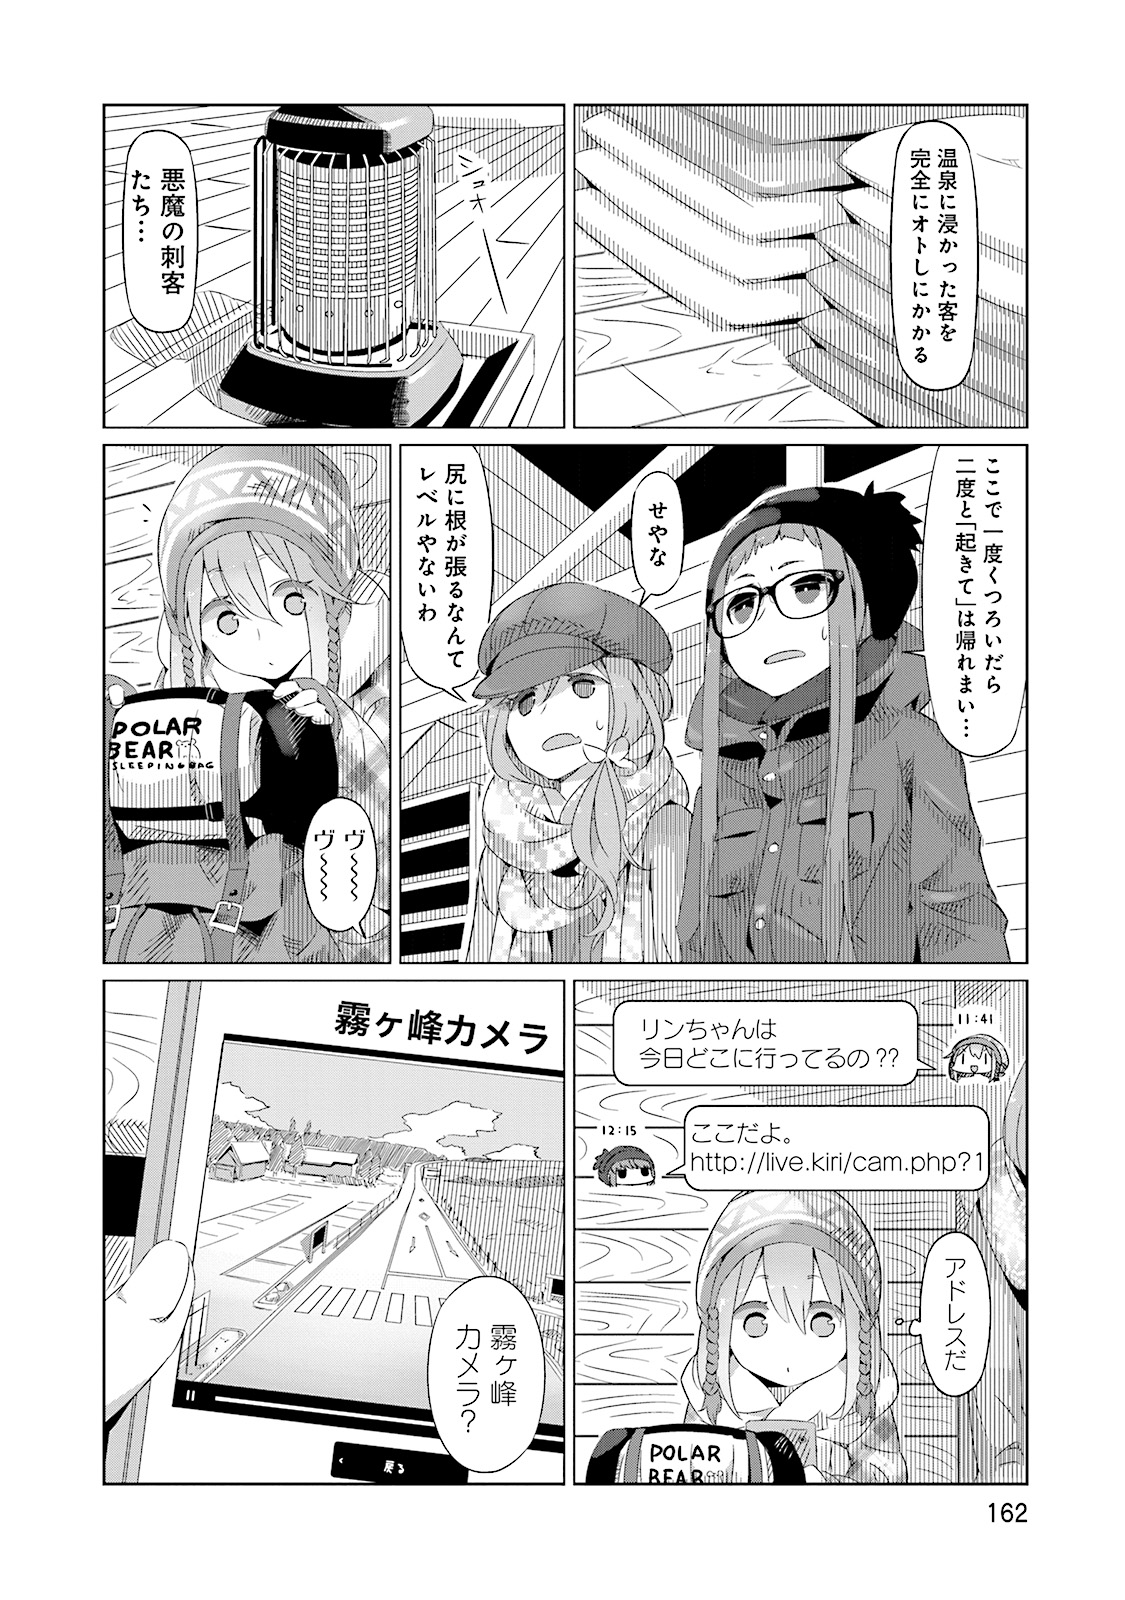 温泉に浸かった客を
完全にオトしにかかる
シュオ
悪魔の刺客
たち…
ここで一度くつろいだら
二度と「起きて」は帰れまい…
せやな
尻に根が張るなんて
レベルやないわ
POLAR
BEAR
SLEEPING BAG
ヴ〜〜〜
ヴ〜〜〜
11:41
リンちゃんは
今日どこに行ってるの??
12:15
ここだよ。
http://live.kiri/cam.php?1
アドレスだ
POLAR
BEAR
霧ヶ峰カメラ
霧ヶ峰
カメラ?
< 戻る
162